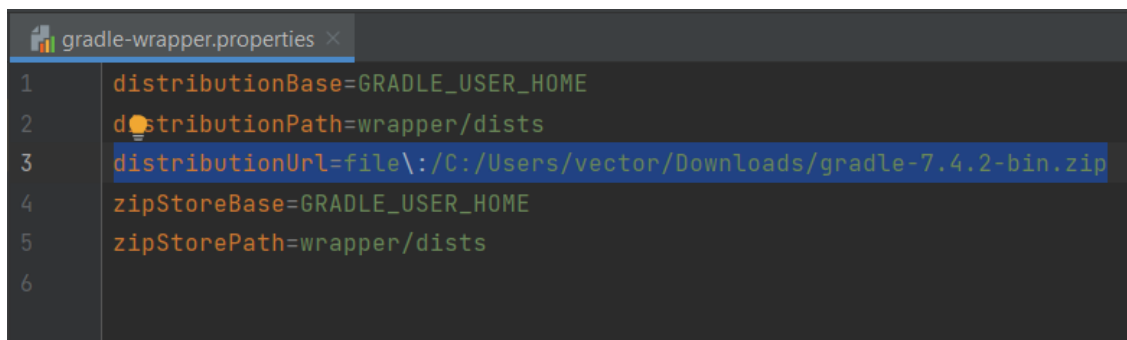 gradle-wrapper.properties
1 distributionBase=GRADLE_USER_HOME
2 distributionPath=wrapper/dists
3 distributionUrl=file\:/C:/Users/vector/Downloads/gradle-7.4.2-bin.zip
4 zipStoreBase=GRADLE_USER_HOME
5 zipStorePath=wrapper/dists
6